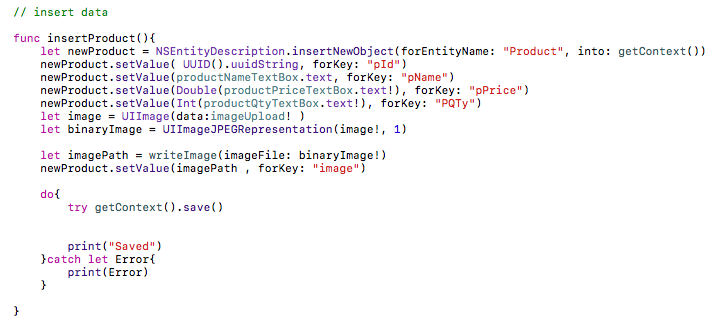 // insert data
func insertProduct(){
let newProduct = NSEntityDescription.insertNewObject(forEntityName: "Product", into: getContext())
newProduct.setValue( UUID().uuidString, forKey: "pId")
newProduct.setValue(productNameTextBox.text, forKey: "pName")
newProduct.setValue(Double(productPriceTextBox.text!), forKey: "pPrice")
newProduct.setValue(Int(productQtyTextBox.text!), forKey: "PQTy")
let image = UIImage(data:imageUpload! )
let binaryImage = UIImageJPEGRepresentation(image!, 1)
let imagePath = writeImage(imageFile: binaryImage!)
newProduct.setValue(imagePath , forKey: "image")
do{
try getContext().save()
print("Saved")
}catch let Error{
print(Error)
}
}